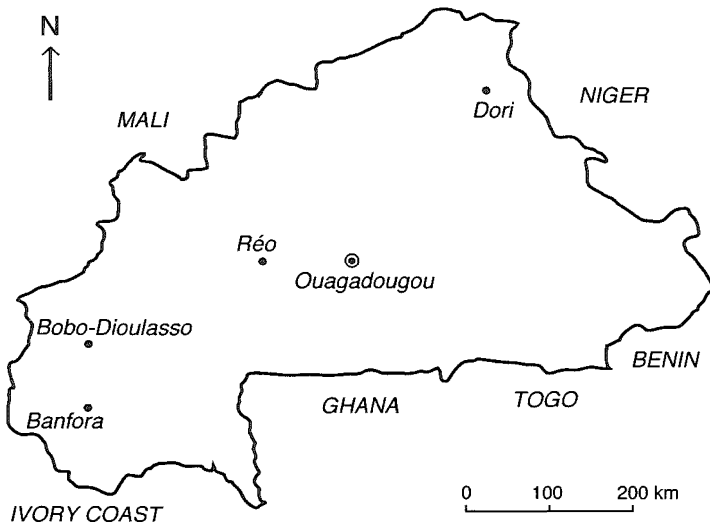 N
MALI
NIGER
Dori
Réo
Ouagadougou
Bobo-Dioulasso
BENIN
Banfora
GHANA
TOGO
0 100 200 km
IVORY COAST